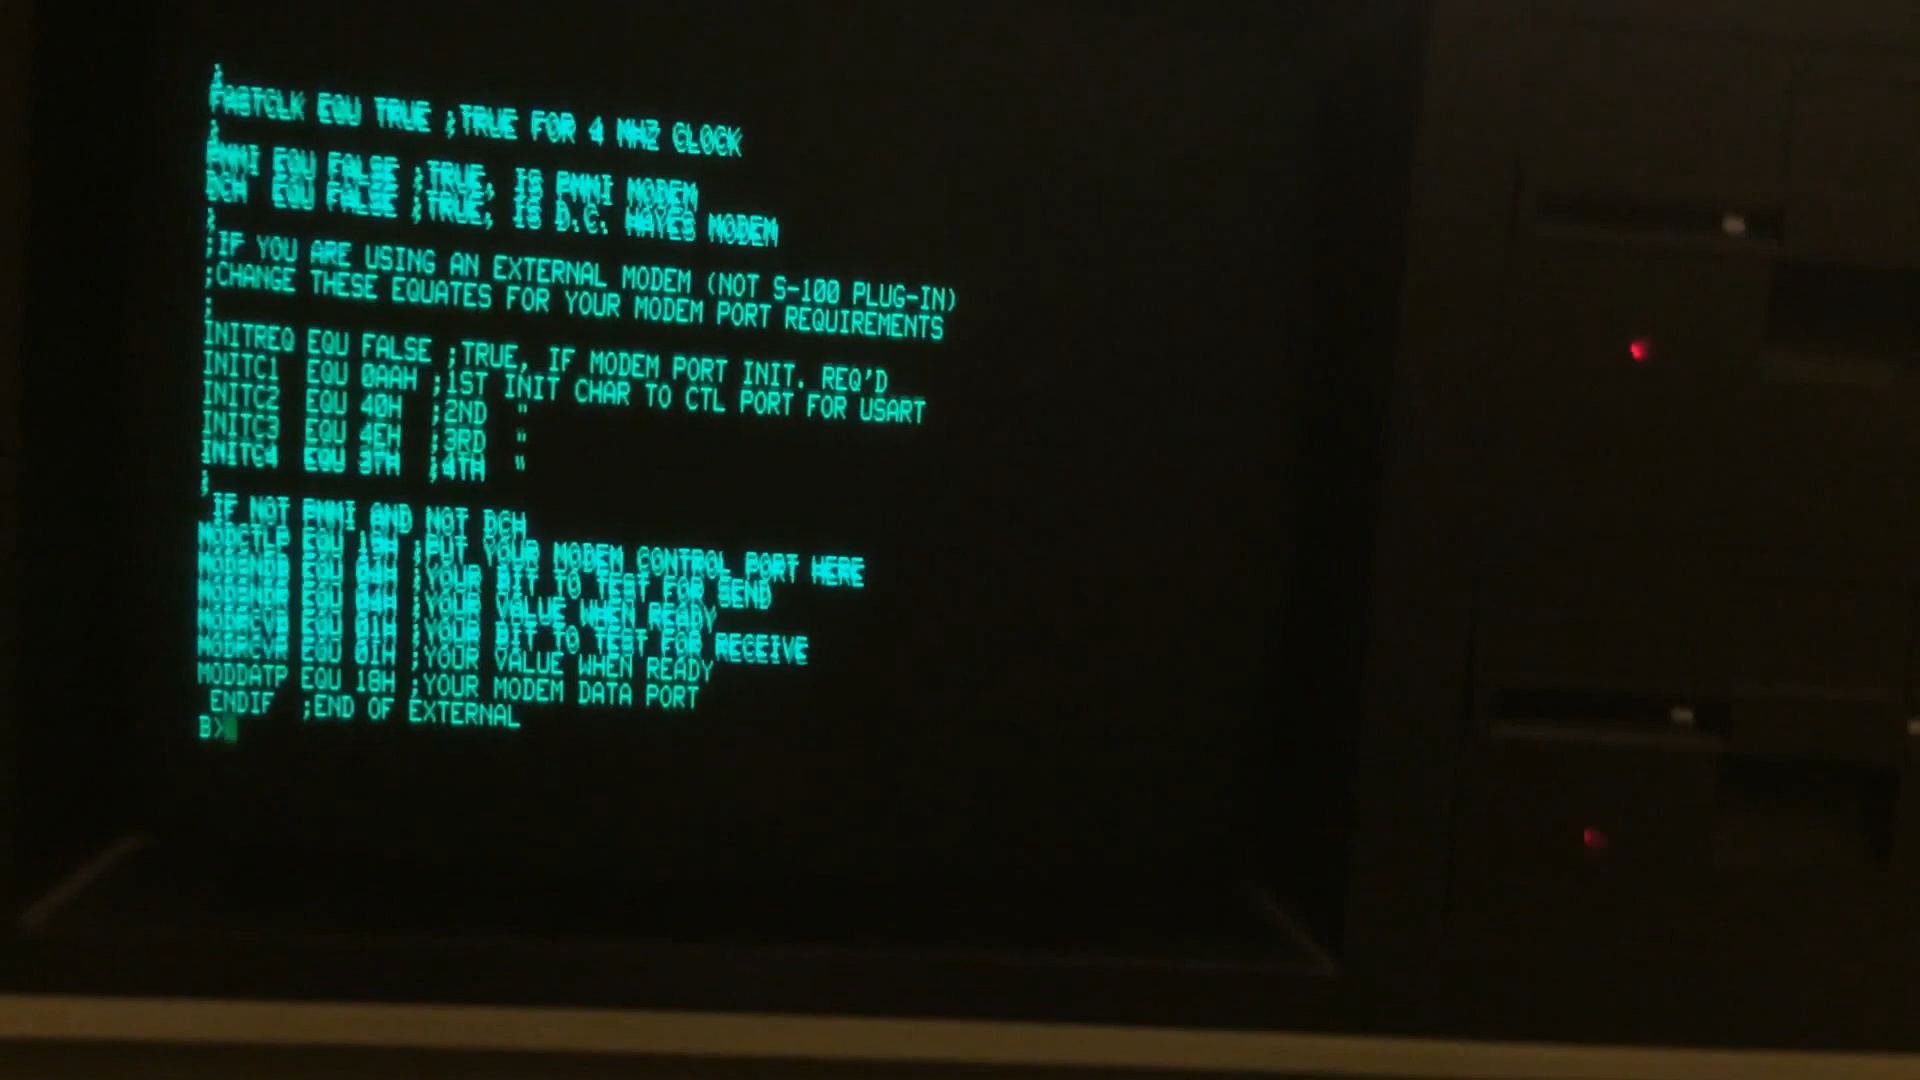 ;
FASTCLK EQU TRUE ;TRUE FOR 4 MHZ CLOCK
;
PMMI EQU FALSE ;TRUE, IS PMMI MODEM
DCH EQU FALSE ;TRUE, IS D.C. HAYES MODEM
;
;IF YOU ARE USING AN EXTERNAL MODEM (NOT S-100 PLUG-IN)
;CHANGE THESE EQUATES FOR YOUR MODEM PORT REQUIREMENTS
;
INITREQ EQU FALSE ;TRUE, IF MODEM PORT INIT. REQ'D
INITC1 EQU 0AAH ;1ST INIT CHAR TO CTL PORT FOR USART
INITC2 EQU 40H ;2ND "
INITC3 EQU 4EH ;3RD "
INITC4 EQU 37H ;4TH "
;
IF NOT PMMI AND NOT DCH
MODCTLP EQU 19H ;PUT YOUR MODEM CONTROL PORT HERE
MODSNDB EQU 04H ;YOUR BIT TO TEST FOR SEND
MODSNDR EQU 04H ;YOUR VALUE WHEN READY
MODRCVB EQU 01H ;YOUR BIT TO TEST FOR RECEIVE
MODRCVR EQU 01H ;YOUR VALUE WHEN READY
MODDATP EQU 18H ;YOUR MODEM DATA PORT
ENDIF ;END OF EXTERNAL
B>